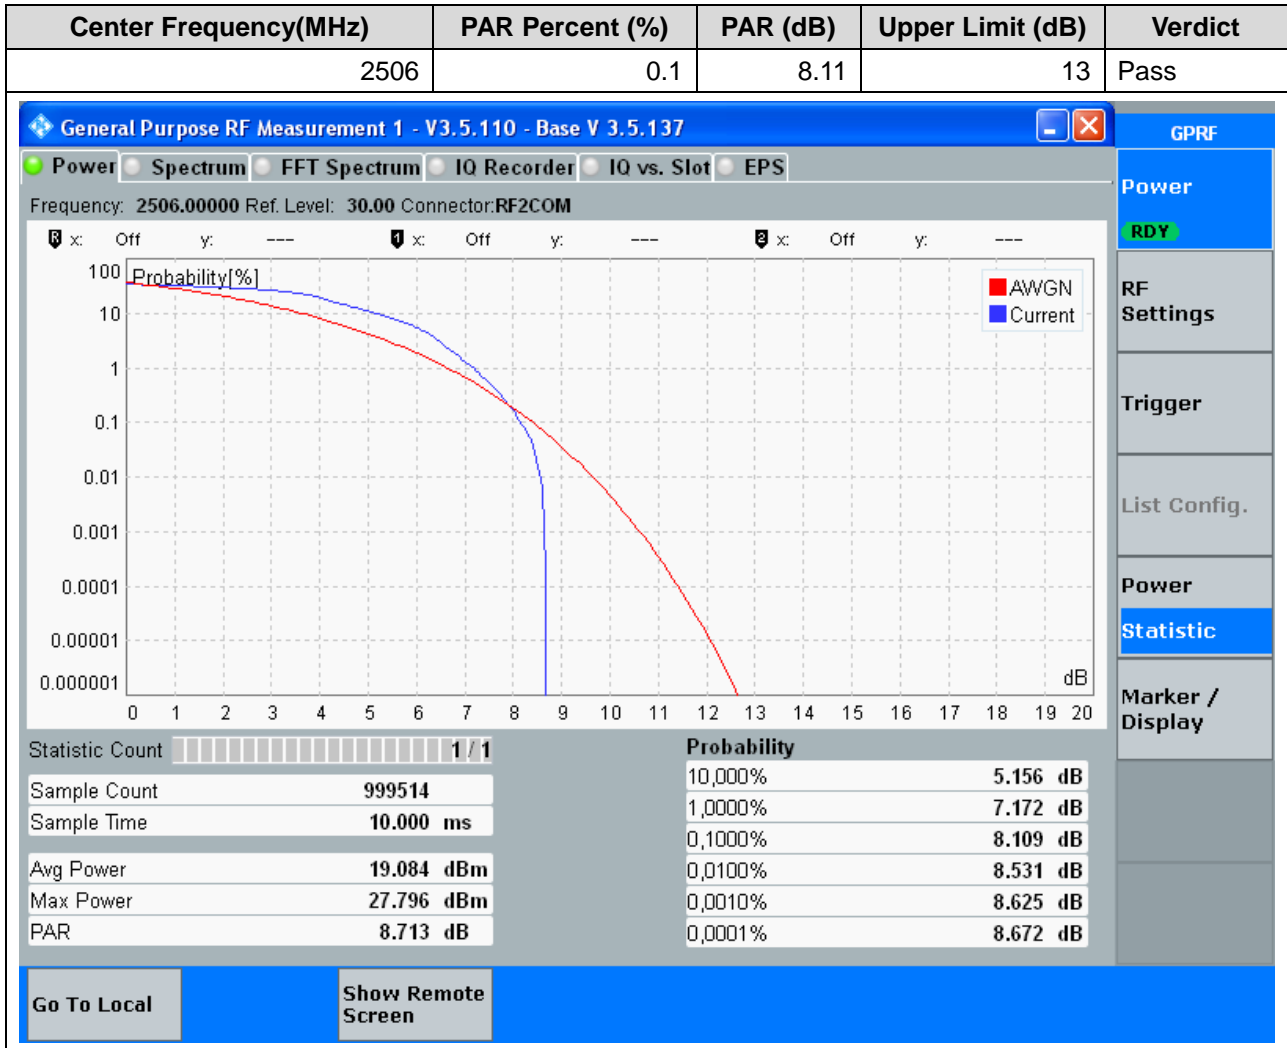 Center Frequency(MHz) PAR Percent (%) PAR (dB) Upper Limit (dB) Verdict
2506 0.1 8.11 13 Pass
General Purpose RF Measurement 1 - V3.5.110 - Base V 3.5.137
GPRF
Power Spectrum FFT Spectrum IQ Recorder IQ vs. Slot EPS
Frequency: 2506.00000 Ref. Level: 30.00 Connector:RF2COM
R x: Off y: --- 1 x: Off y: --- 2 x: Off y: ---
Probability[%]
AWGN
Current
100
10
1
0.1
0.01
0.001
0.0001
0.00001
0.000001
dB
0 1 2 3 4 5 6 7 8 9 10 11 12 13 14 15 16 17 18 19 20
Power
RDY
RF
Settings
Trigger
List Config.
Power
Statistic
Marker /
Display
Statistic Count 1 / 1
Sample Count 999514
Sample Time 10.000 ms
Avg Power 19.084 dBm
Max Power 27.796 dBm
PAR 8.713 dB
Probability
10,000% 5.156 dB
1,0000% 7.172 dB
0,1000% 8.109 dB
0,0100% 8.531 dB
0,0010% 8.625 dB
0,0001% 8.672 dB
Go To Local
Show Remote
Screen